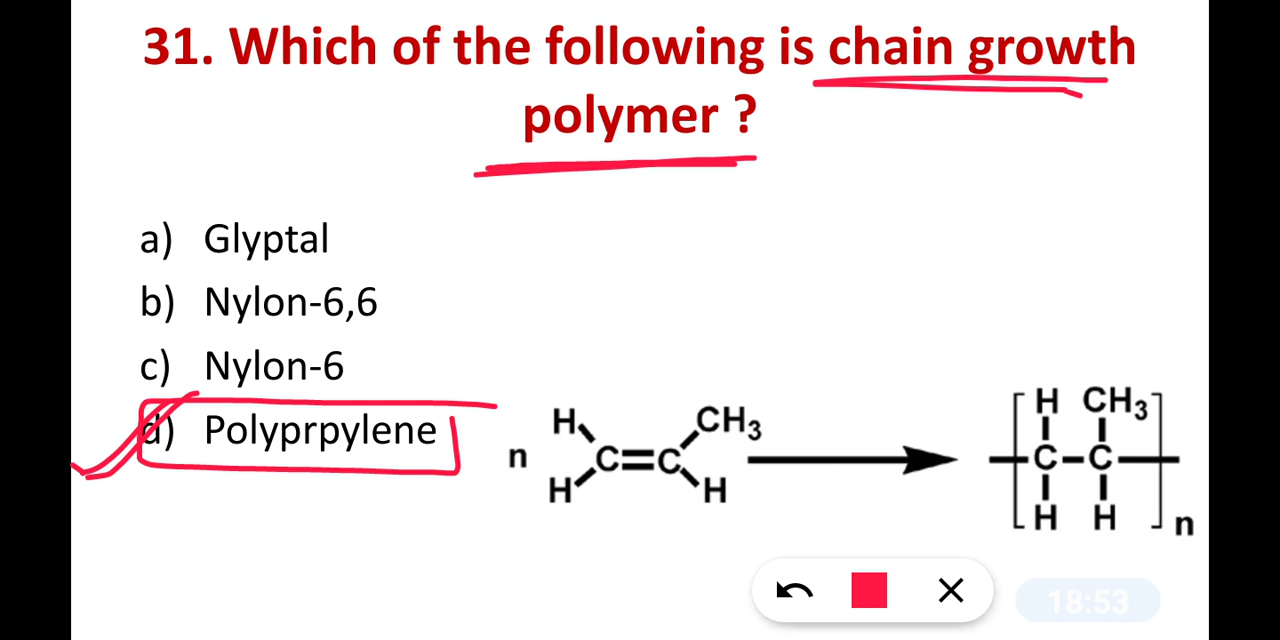 31. Which of the following is chain growth
polymer ?
a) Glyptal
b) Nylon-6,6
c) Nylon-6
d) Polyprpylene
n H H C=C CH3 H
[ H CH3 C-C H H ] n
18:53